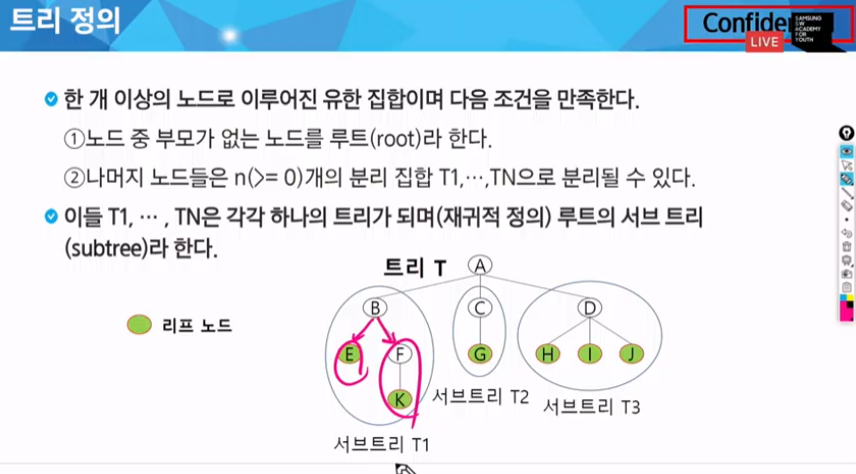 트리 정의
Confide
LIVE
SAMSUNG
SW
ACADEMY
FOR
YOUTH
한 개 이상의 노드로 이루어진 유한 집합이며 다음 조건을 만족한다.
①노드 중 부모가 없는 노드를 루트(root)라 한다.
②나머지 노드들은 n(>= 0)개의 분리 집합 T1,…,TN으로 분리될 수 있다.
이들 T1, … , TN은 각각 하나의 트리가 되며(재귀적 정의) 루트의 서브 트리
(subtree)라 한다.
트리 T
A
B
C
D
리프 노드
E
F
G
H
I
J
K
서브트리 T2
서브트리 T3
서브트리 T1